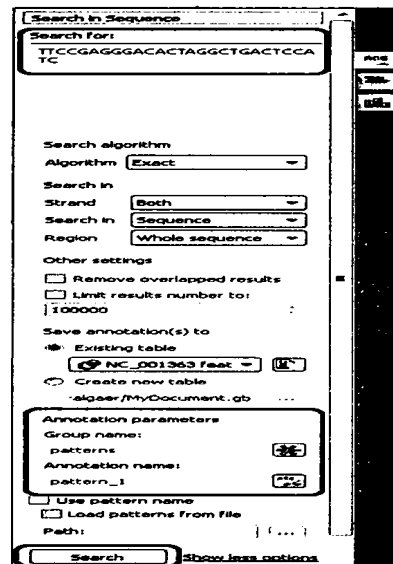 Search in Sequence
Search for:
TTCCGAGGGACACTAGGCTGACTCCA
TC
Search algorithm
Algorithm Exact
Search in
Strand Both
Search in Sequence
Region Whole sequence
Other settings
Remove overlapped results
Limit results number to:
100000
Save annotation(s) to
Existing table
NC_001363 feat
Create new table
-algaer/MyDocument.gb ...
Annotation parameters
Group name:
patterns
Annotation name:
pattern_1
Use pattern name
Load patterns from file
Path: ...
Search Show less options